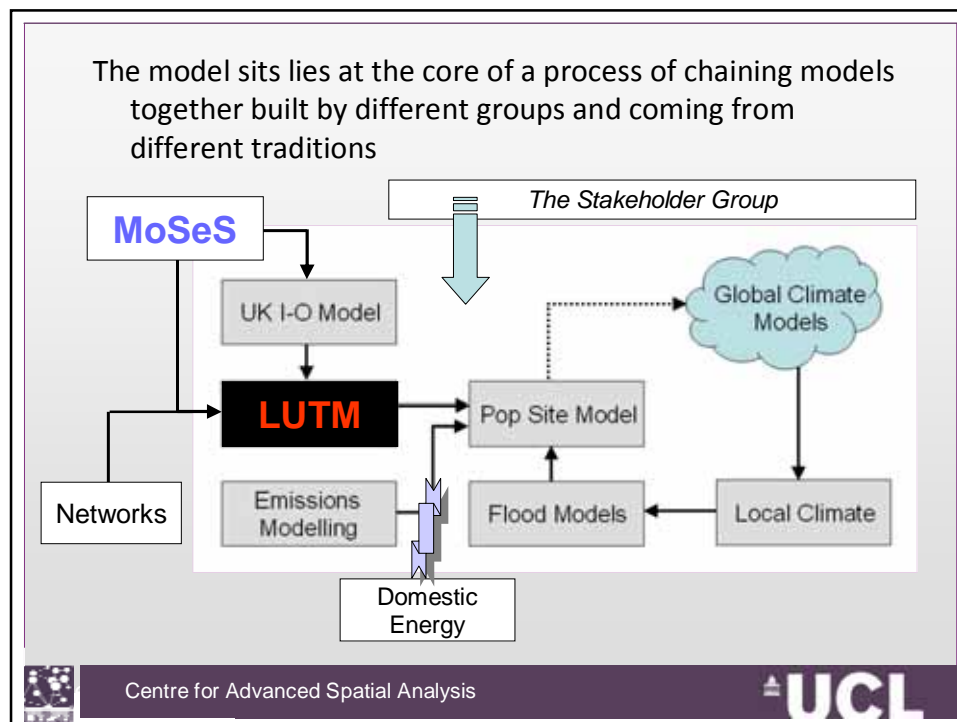 The model sits lies at the core of a process of chaining models
together built by different groups and coming from
different traditions
The Stakeholder Group
MoSeS
UK I-O Model
Global Climate
Models
LUTM
Pop Site Model
Networks
Emissions
Modelling
Flood Models
Local Climate
Domestic
Energy
Centre for Advanced Spatial Analysis
UCL